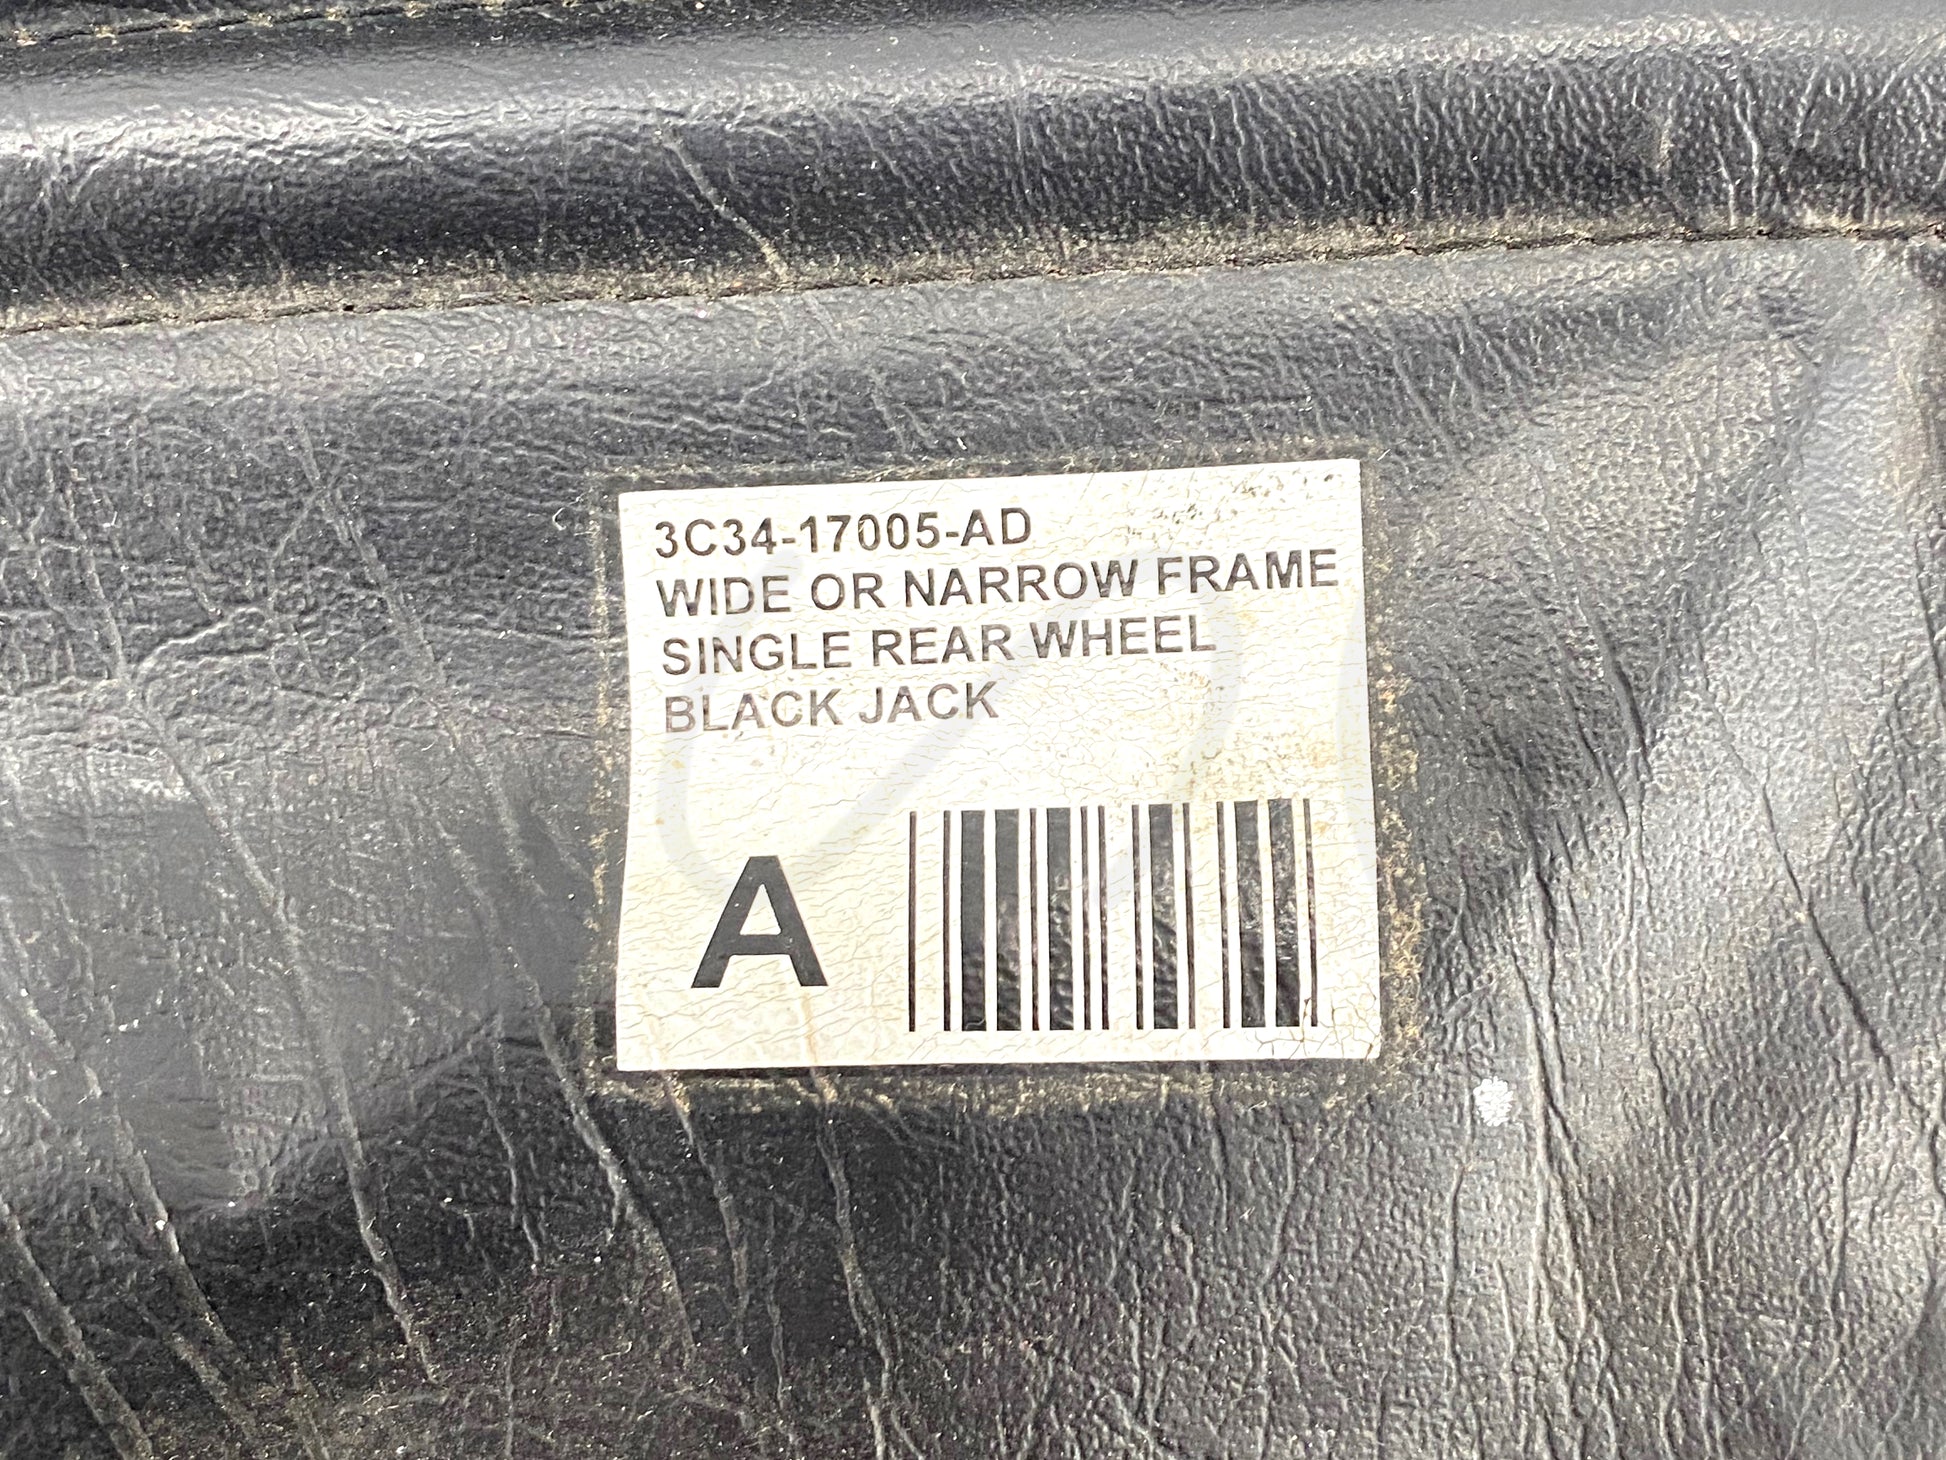 3C34-17005-AD
WIDE OR NARROW FRAME
SINGLE REAR WHEEL
BLACK JACK
A